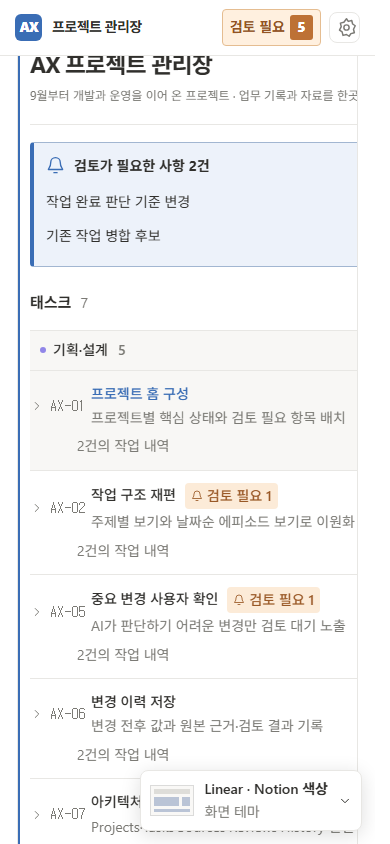 AX 프로젝트 관리장 검토 필요 5
AX 프로젝트 관리장
9월부터 개발과 운영을 이어 온 프로젝트 · 업무 기록과 자료를 한곳
검토가 필요한 사항 2건
작업 완료 판단 기준 변경
기존 작업 병합 후보
태스크 7
기획·설계 5
AX-01 프로젝트 홈 구성
프로젝트별 핵심 상태와 검토 필요 항목 배치
2건의 작업 내역
AX-02 작업 구조 재편 검토 필요 1
주제별 보기와 날짜순 에피소드 보기로 이원화
2건의 작업 내역
AX-05 중요 변경 사용자 확인 검토 필요 1
AI가 판단하기 어려운 변경만 검토 대기 노출
2건의 작업 내역
AX-06 변경 이력 저장
변경 전후 값과 원본 근거·검토 결과 기록
2건의 작업 내역
AX-07 아키텍처
Linear · Notion 색상
화면 테마